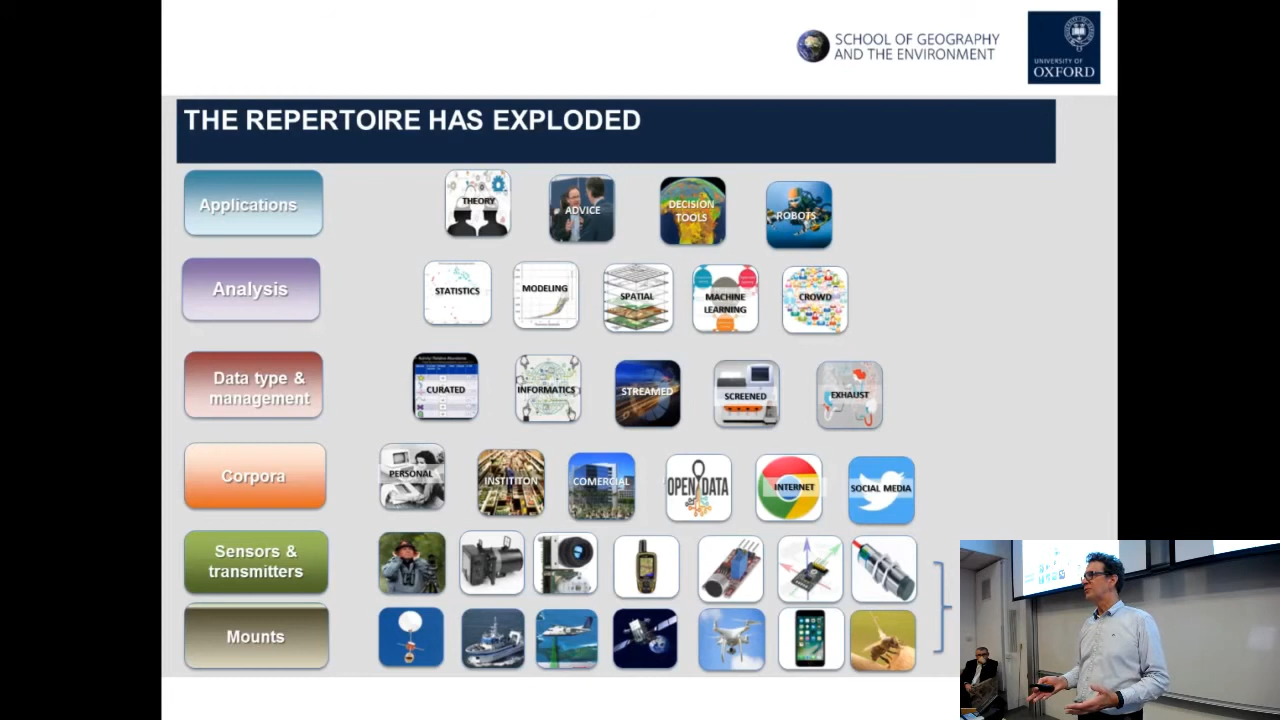 SCHOOL OF GEOGRAPHY
AND THE ENVIRONMENT
UNIVERSITY OF
OXFORD
THE REPERTOIRE HAS EXPLODED
Applications
THEORY
ADVICE
DECISION
TOOLS
ROBOTS
Analysis
STATISTICS
MODELING
SPATIAL
MACHINE
LEARNING
CROWD
Data type &
management
CURATED
INFORMATICS
STREAMED
SCREENED
EXHAUST
Corpora
PERSONAL
INSTITITON
COMERCIAL
OPEN DATA
INTERNET
SOCIAL MEDIA
Sensors &
transmitters
Mounts